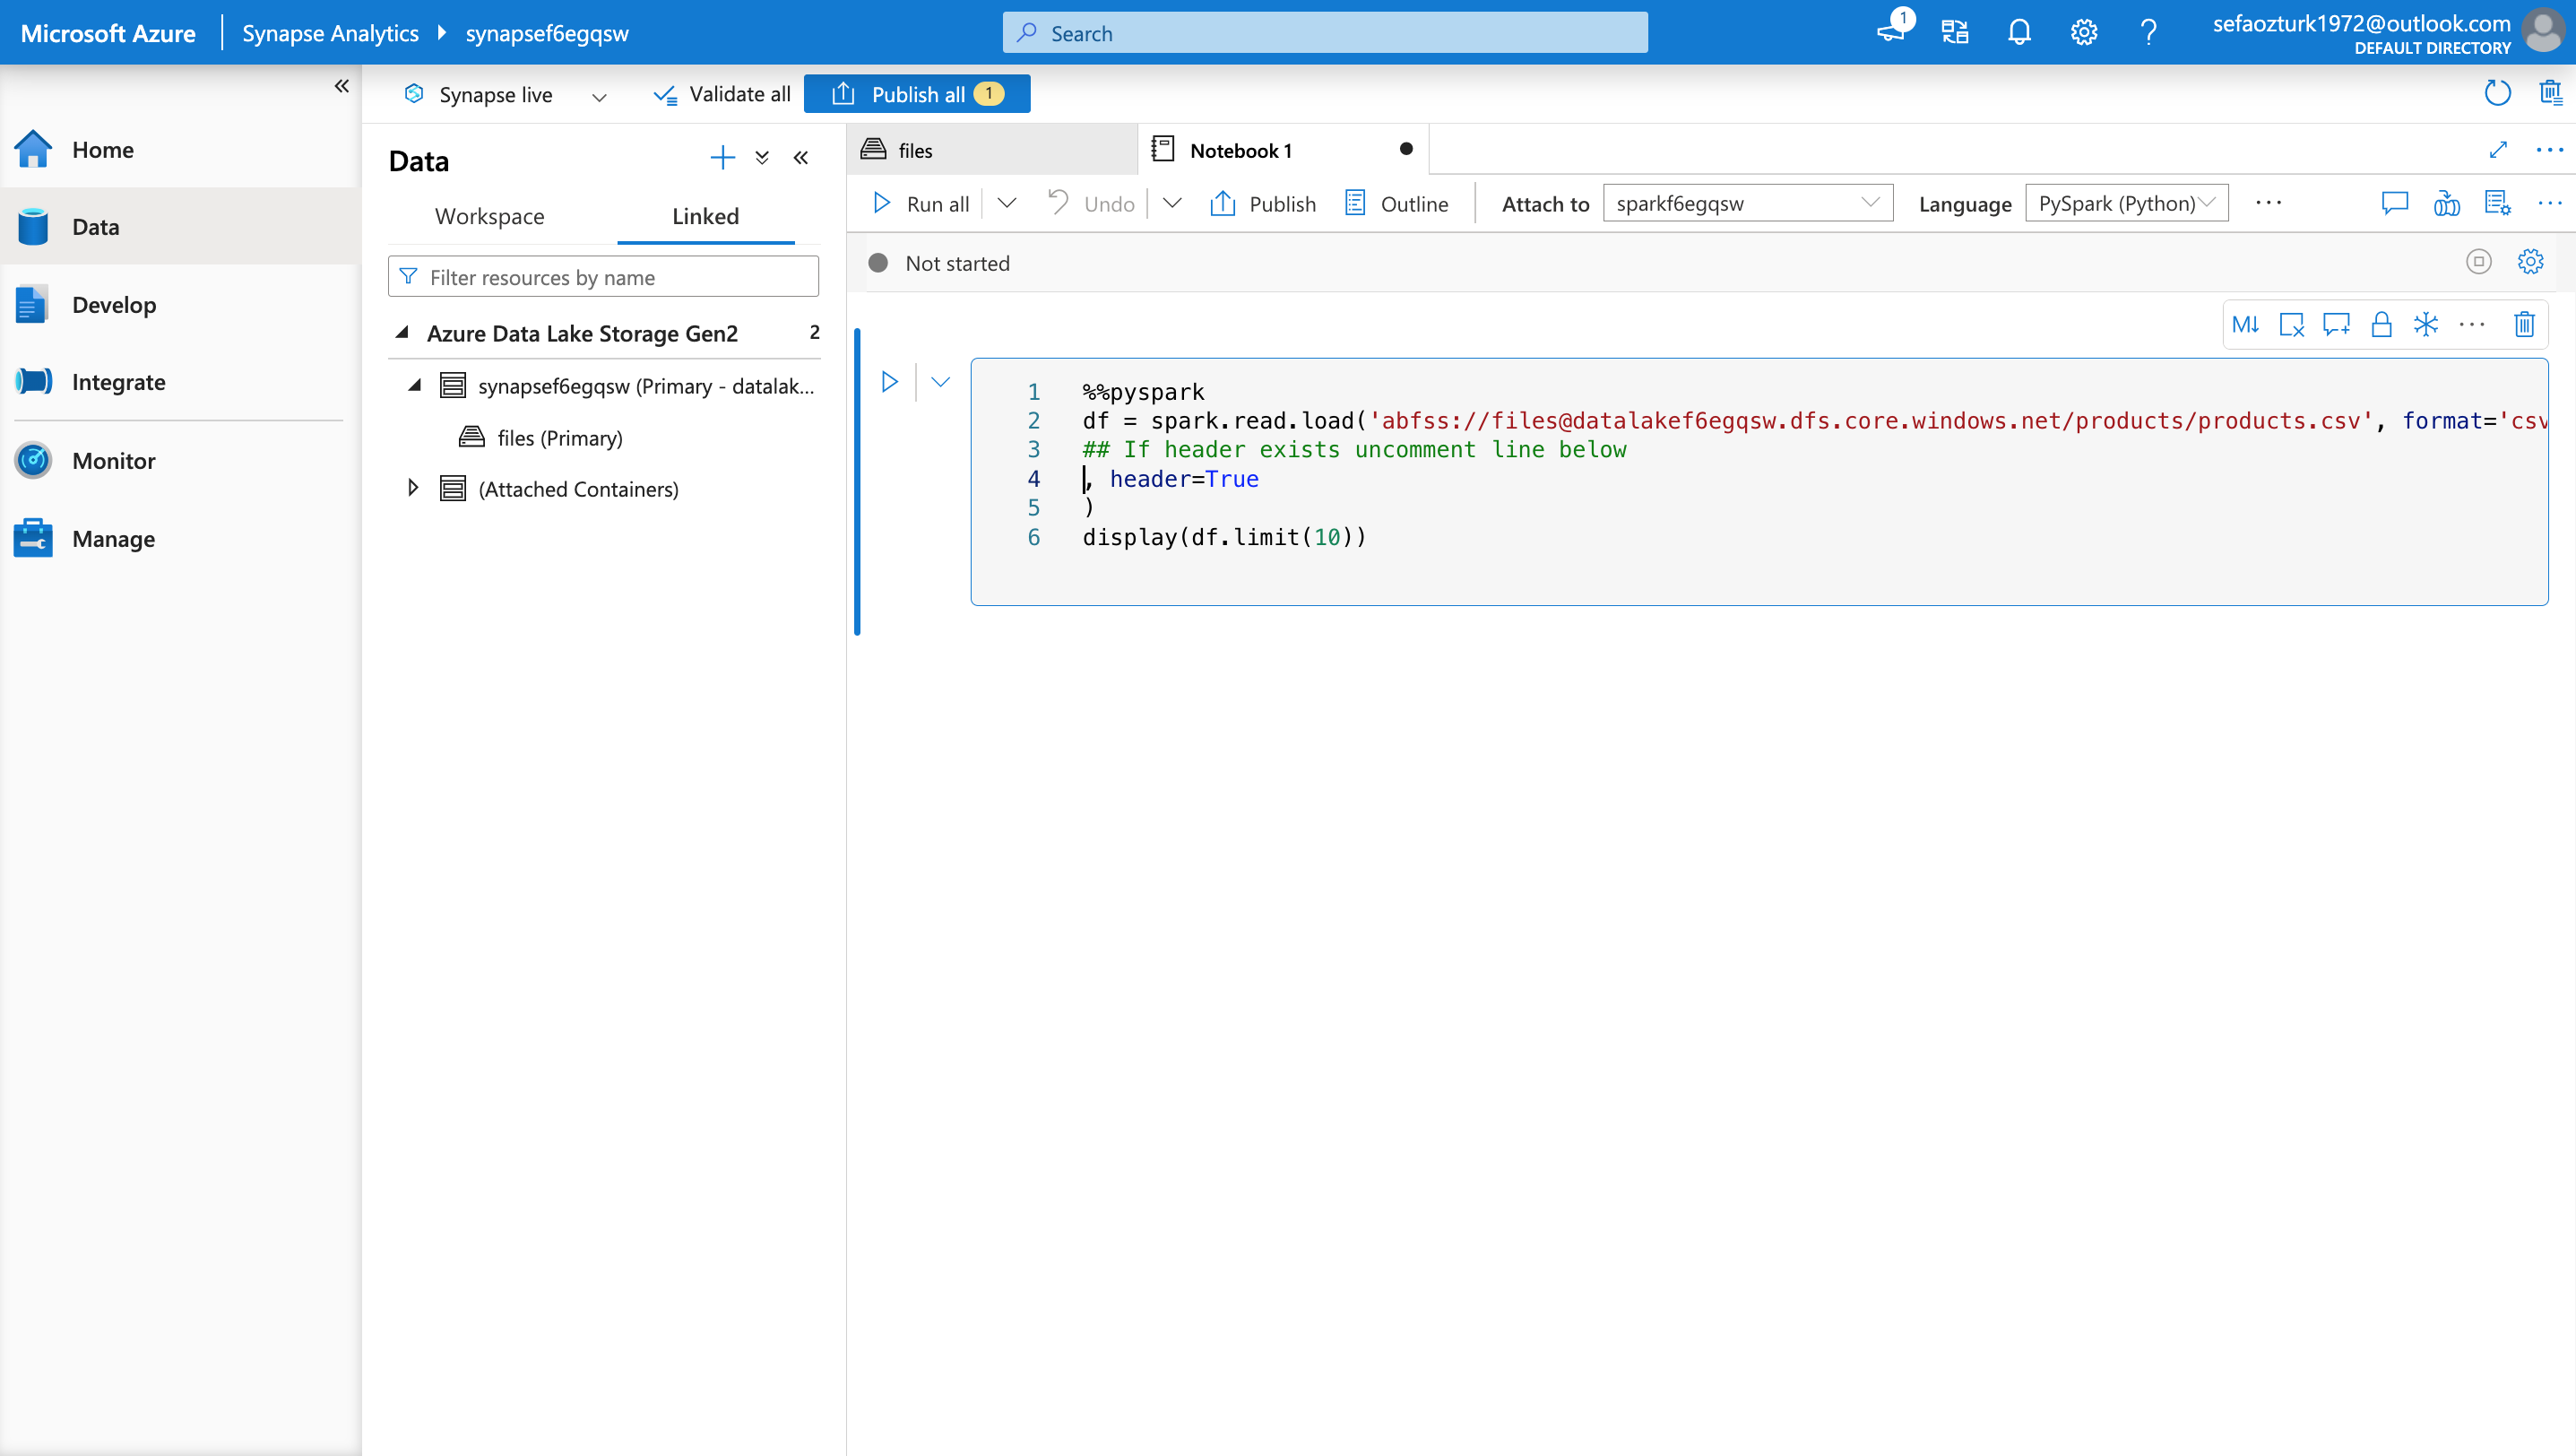 Microsoft Azure
Synapse Analytics
synapsef6egqsw
Search
1
sefaozturk1972@outlook.com
DEFAULT DIRECTORY
Synapse live
Validate all
Publish all 1
Home
Data
Develop
Integrate
Monitor
Manage
Data
Workspace
Linked
Filter resources by name
Azure Data Lake Storage Gen2 2
synapsef6egqsw (Primary - datalak...
files (Primary)
(Attached Containers)
files
Notebook 1
Run all
Undo
Publish
Outline
Attach to
sparkf6egqsw
Language
PySpark (Python)
Not started
M↓
1 %%pyspark
2 df = spark.read.load('abfss://files@datalakef6egqsw.dfs.core.windows.net/products/products.csv', format='csv
3 ## If header exists uncomment line below
4 , header=True
5 )
6 display(df.limit(10))